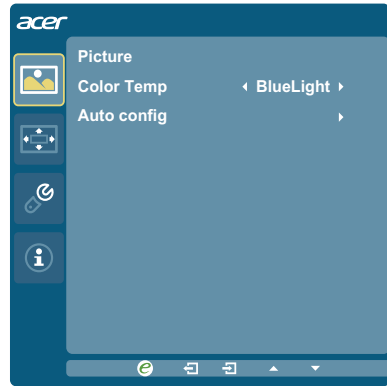 acer
Picture
Color Temp BlueLight
Auto config
e